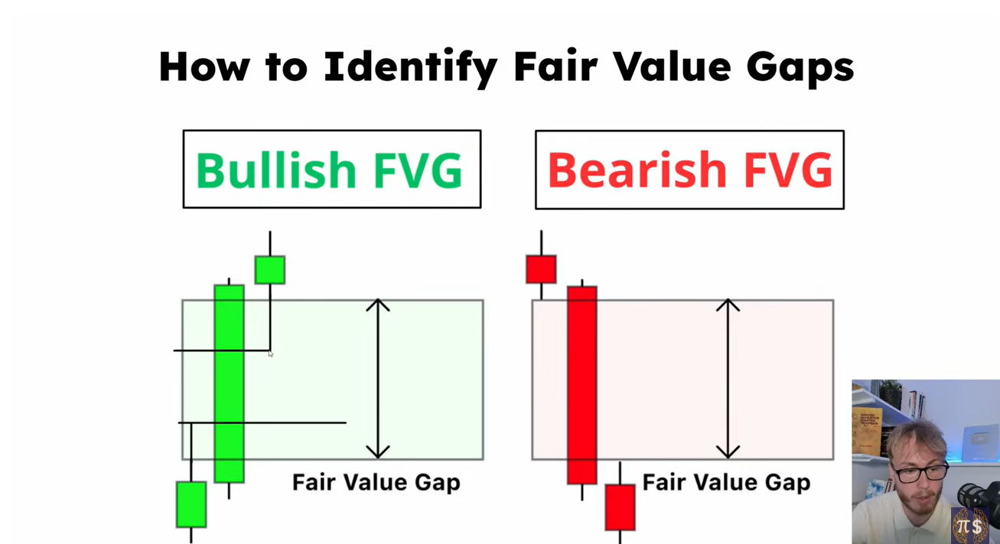 How to Identify Fair Value Gaps
Bullish FVG
Bearish FVG
Fair Value Gap
Fair Value Gap
π$